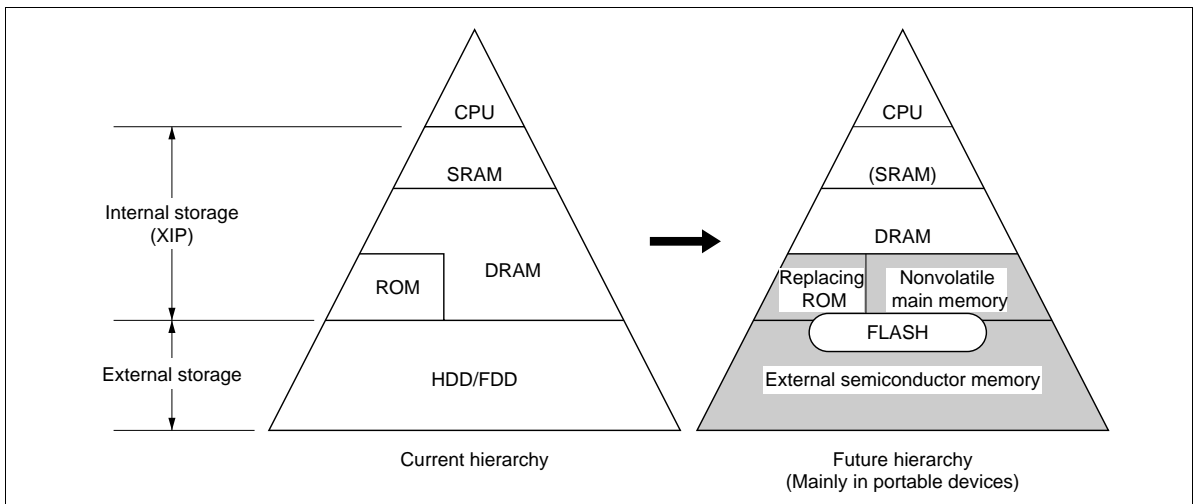 Internal storage
(XIP)
External storage
CPU
SRAM
ROM
DRAM
HDD/FDD
Current hierarchy
CPU
(SRAM)
DRAM
Replacing
ROM
Nonvolatile
main memory
FLASH
External semiconductor memory
Future hierarchy
(Mainly in portable devices)